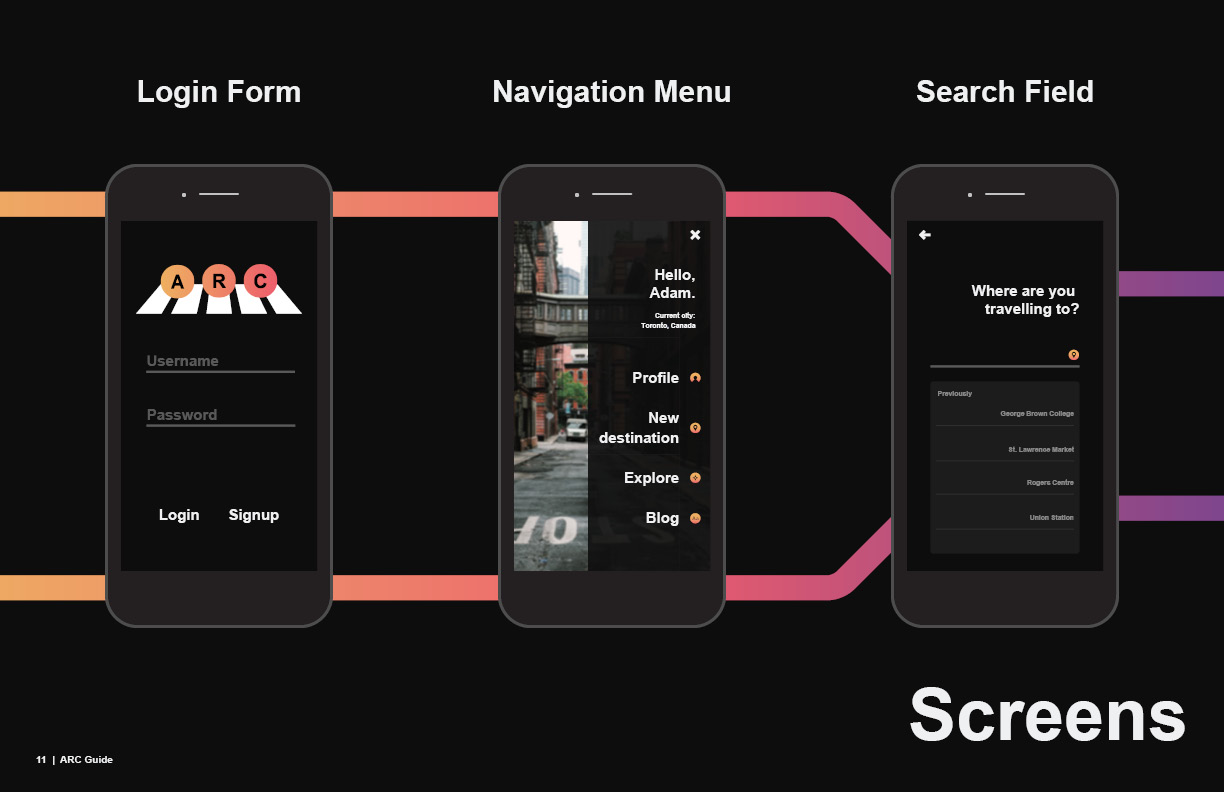 Login Form
Navigation Menu
Search Field
A R C
Username
Password
Login Signup
Hello,
Adam.
Current city:
Toronto, Canada
Profile
New
destination
Explore
Blog
STOP
Where are you
travelling to?
Previously
George Brown College
St. Lawrence Market
Rogers Centre
Union Station
Screens
11 | ARC Guide